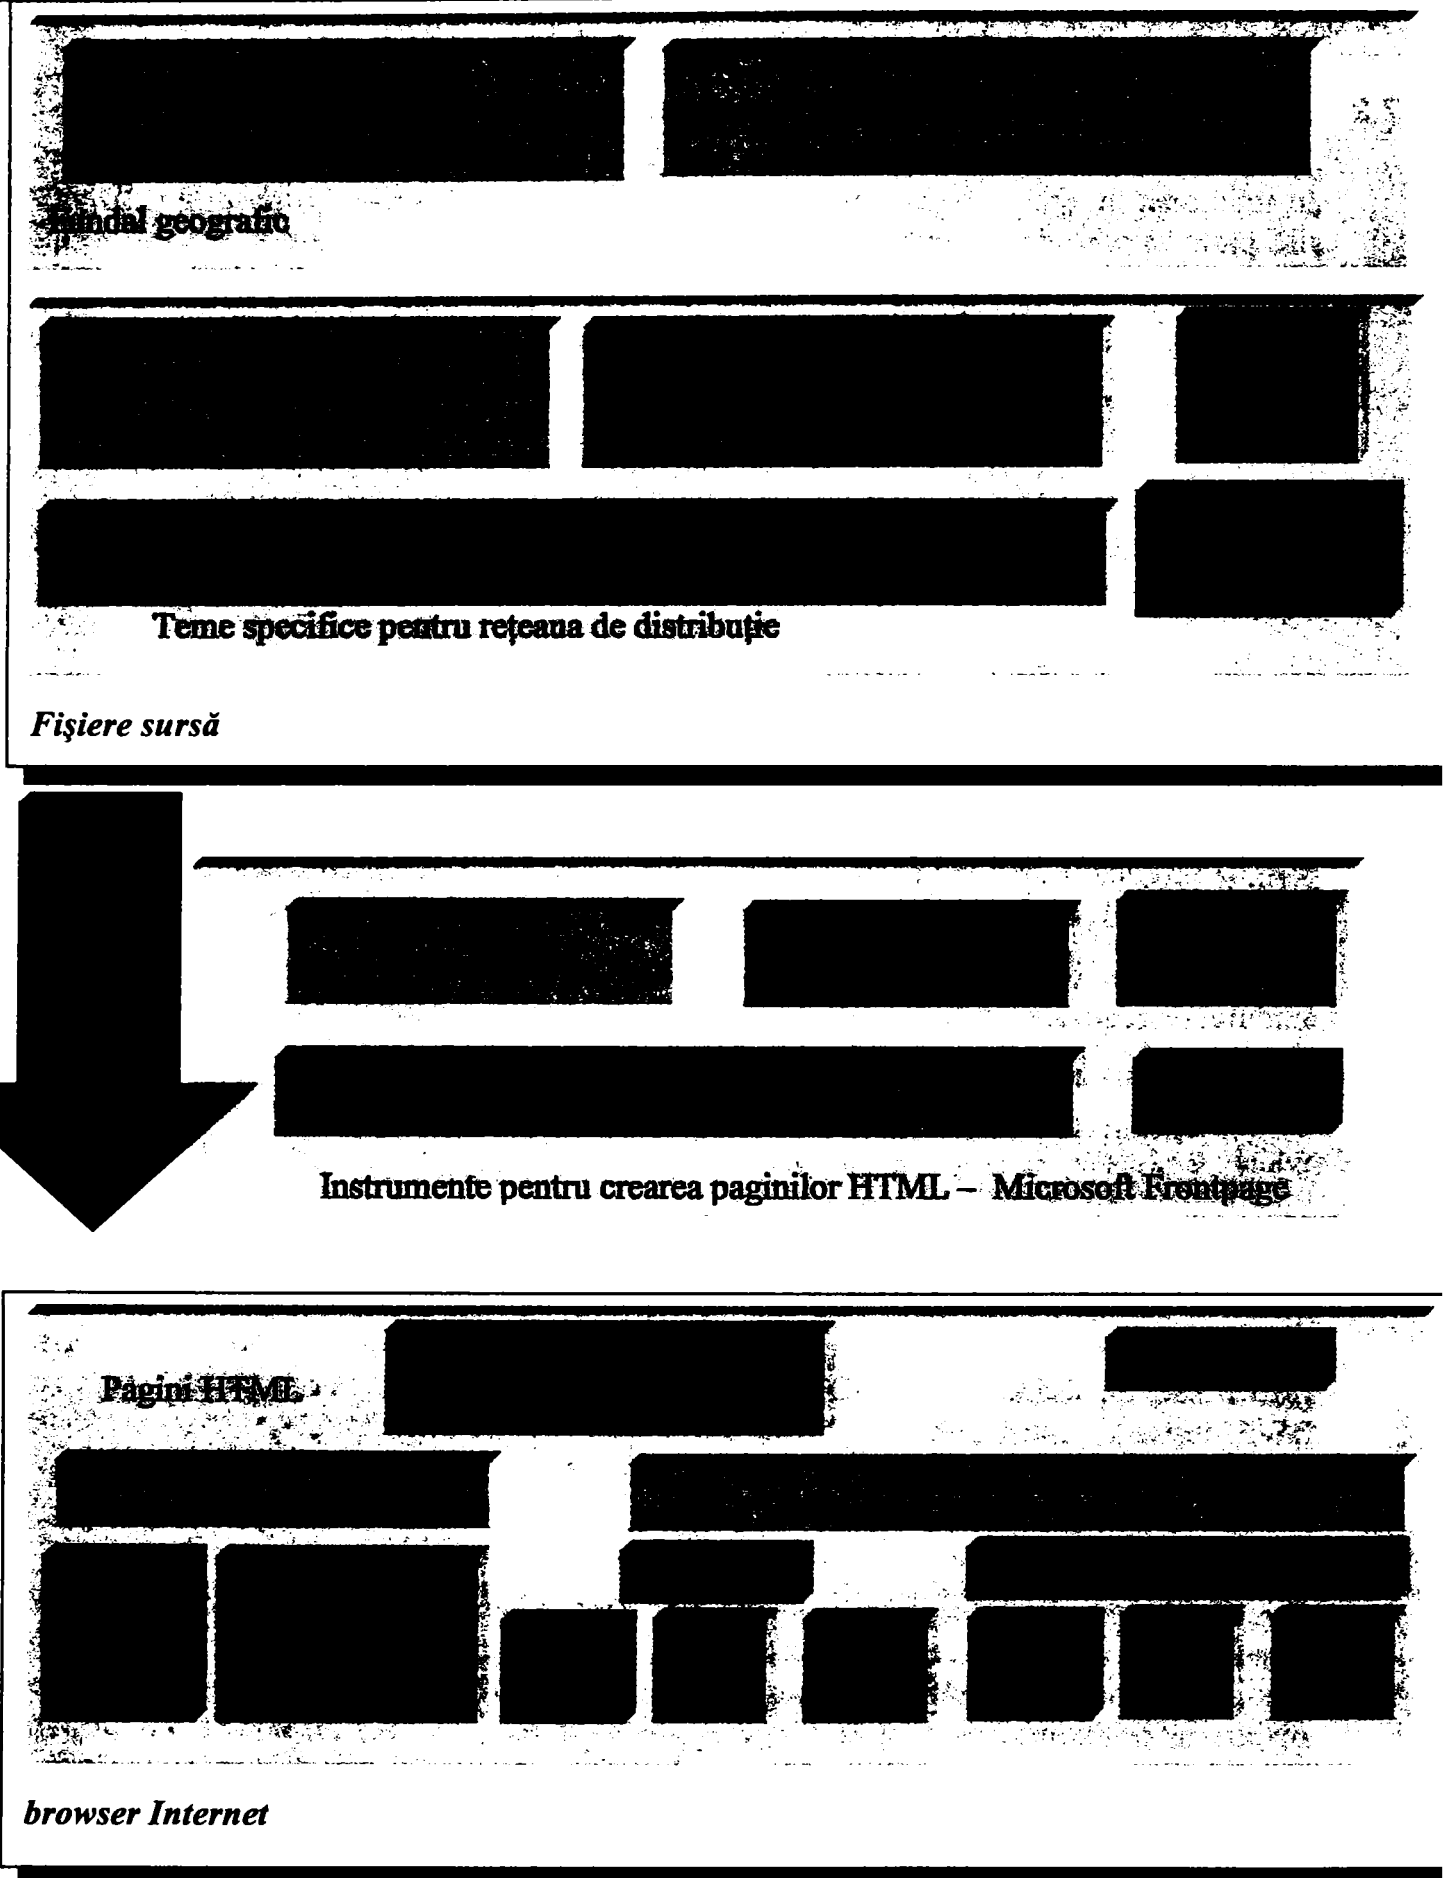 Fundal geografic
Teme specifice pentru rețeaua de distribuție
Fişiere sursă
Instrumente pentru crearea paginilor HTML – Microsoft Frontpage
Pagini HTML
browser Internet